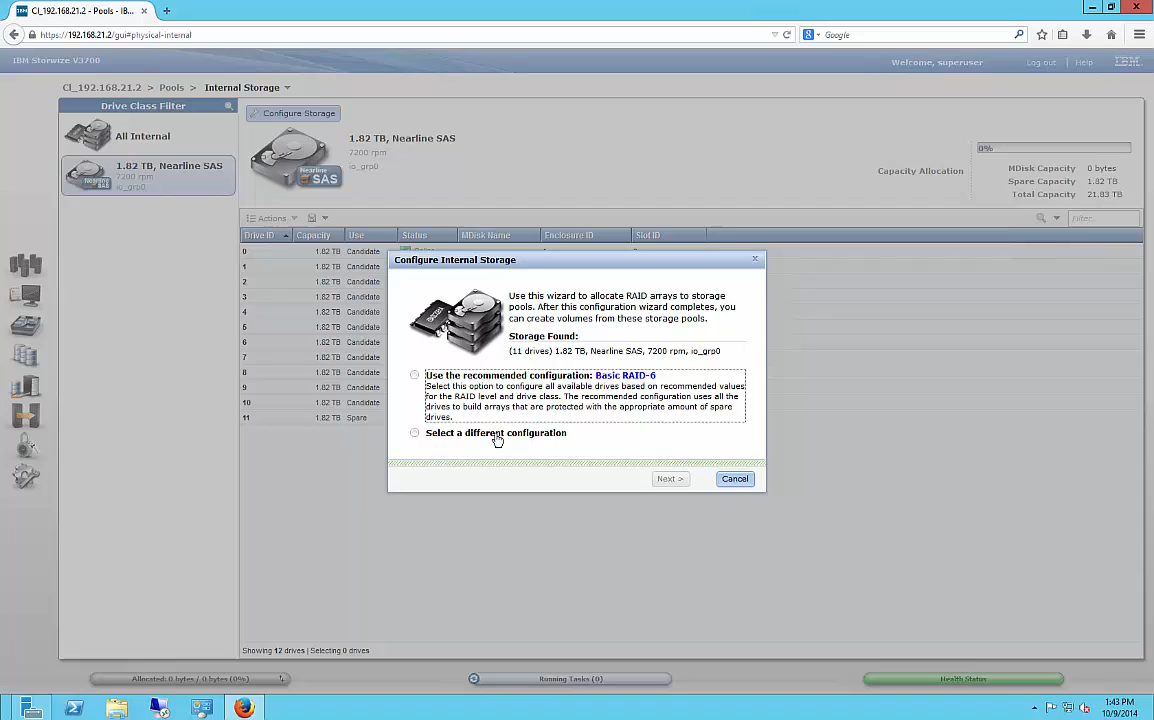 CI_192.168.21.2 - Pools - IB...
https://192.168.21.2/gui#physical-internal
Google
IBM Storwize V3700
Welcome, superuser
Log out
Help
IBM
CI_192.168.21.2 > Pools > Internal Storage
Drive Class Filter
All Internal
1.82 TB, Nearline SAS
7200 rpm
io_grp0
Configure Storage
1.82 TB, Nearline SAS
7200 rpm
io_grp0
Nearline
SAS
0%
Capacity Allocation
MDisk Capacity 0 bytes
Spare Capacity 1.82 TB
Total Capacity 21.83 TB
Actions
Filter...
Drive ID Capacity Use Status MDisk Name Enclosure ID Slot ID
0 1.82 TB Candidate
1 1.82 TB Candidate
2 1.82 TB Candidate
3 1.82 TB Candidate
4 1.82 TB Candidate
5 1.82 TB Candidate
6 1.82 TB Candidate
7 1.82 TB Candidate
8 1.82 TB Candidate
9 1.82 TB Candidate
10 1.82 TB Candidate
11 1.82 TB Spare
Configure Internal Storage
Use this wizard to allocate RAID arrays to storage
pools. After this configuration wizard completes, you
can create volumes from these storage pools.
Storage Found:
(11 drives) 1.82 TB, Nearline SAS, 7200 rpm, io_grp0
Use the recommended configuration: Basic RAID-6
Select this option to configure all available drives based on recommended values
for the RAID level and drive class. The recommended configuration uses all the
drives to build arrays that are protected with the appropriate amount of spare
drives.
Select a different configuration
Next >
Cancel
Showing 12 drives | Selecting 0 drives
Allocated: 0 bytes / 0 bytes (0%)
Running Tasks (0)
Health Status
1:43 PM
10/9/2014